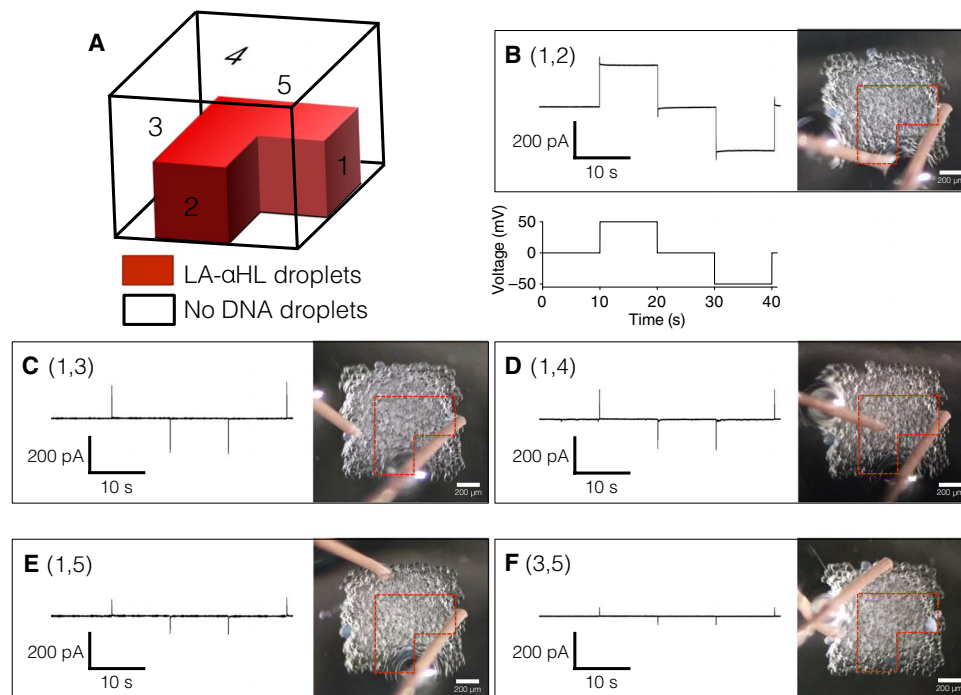 A
4
5
3
1
2
LA-αHL droplets
No DNA droplets
B (1,2)
200 pA
10 s
200 µm
50
0
−50
Voltage (mV)
0 10 20 30 40
Time (s)
C (1,3)
200 pA
10 s
200 µm
D (1,4)
200 pA
10 s
200 µm
E (1,5)
200 pA
10 s
200 µm
F (3,5)
200 pA
10 s
200 µm